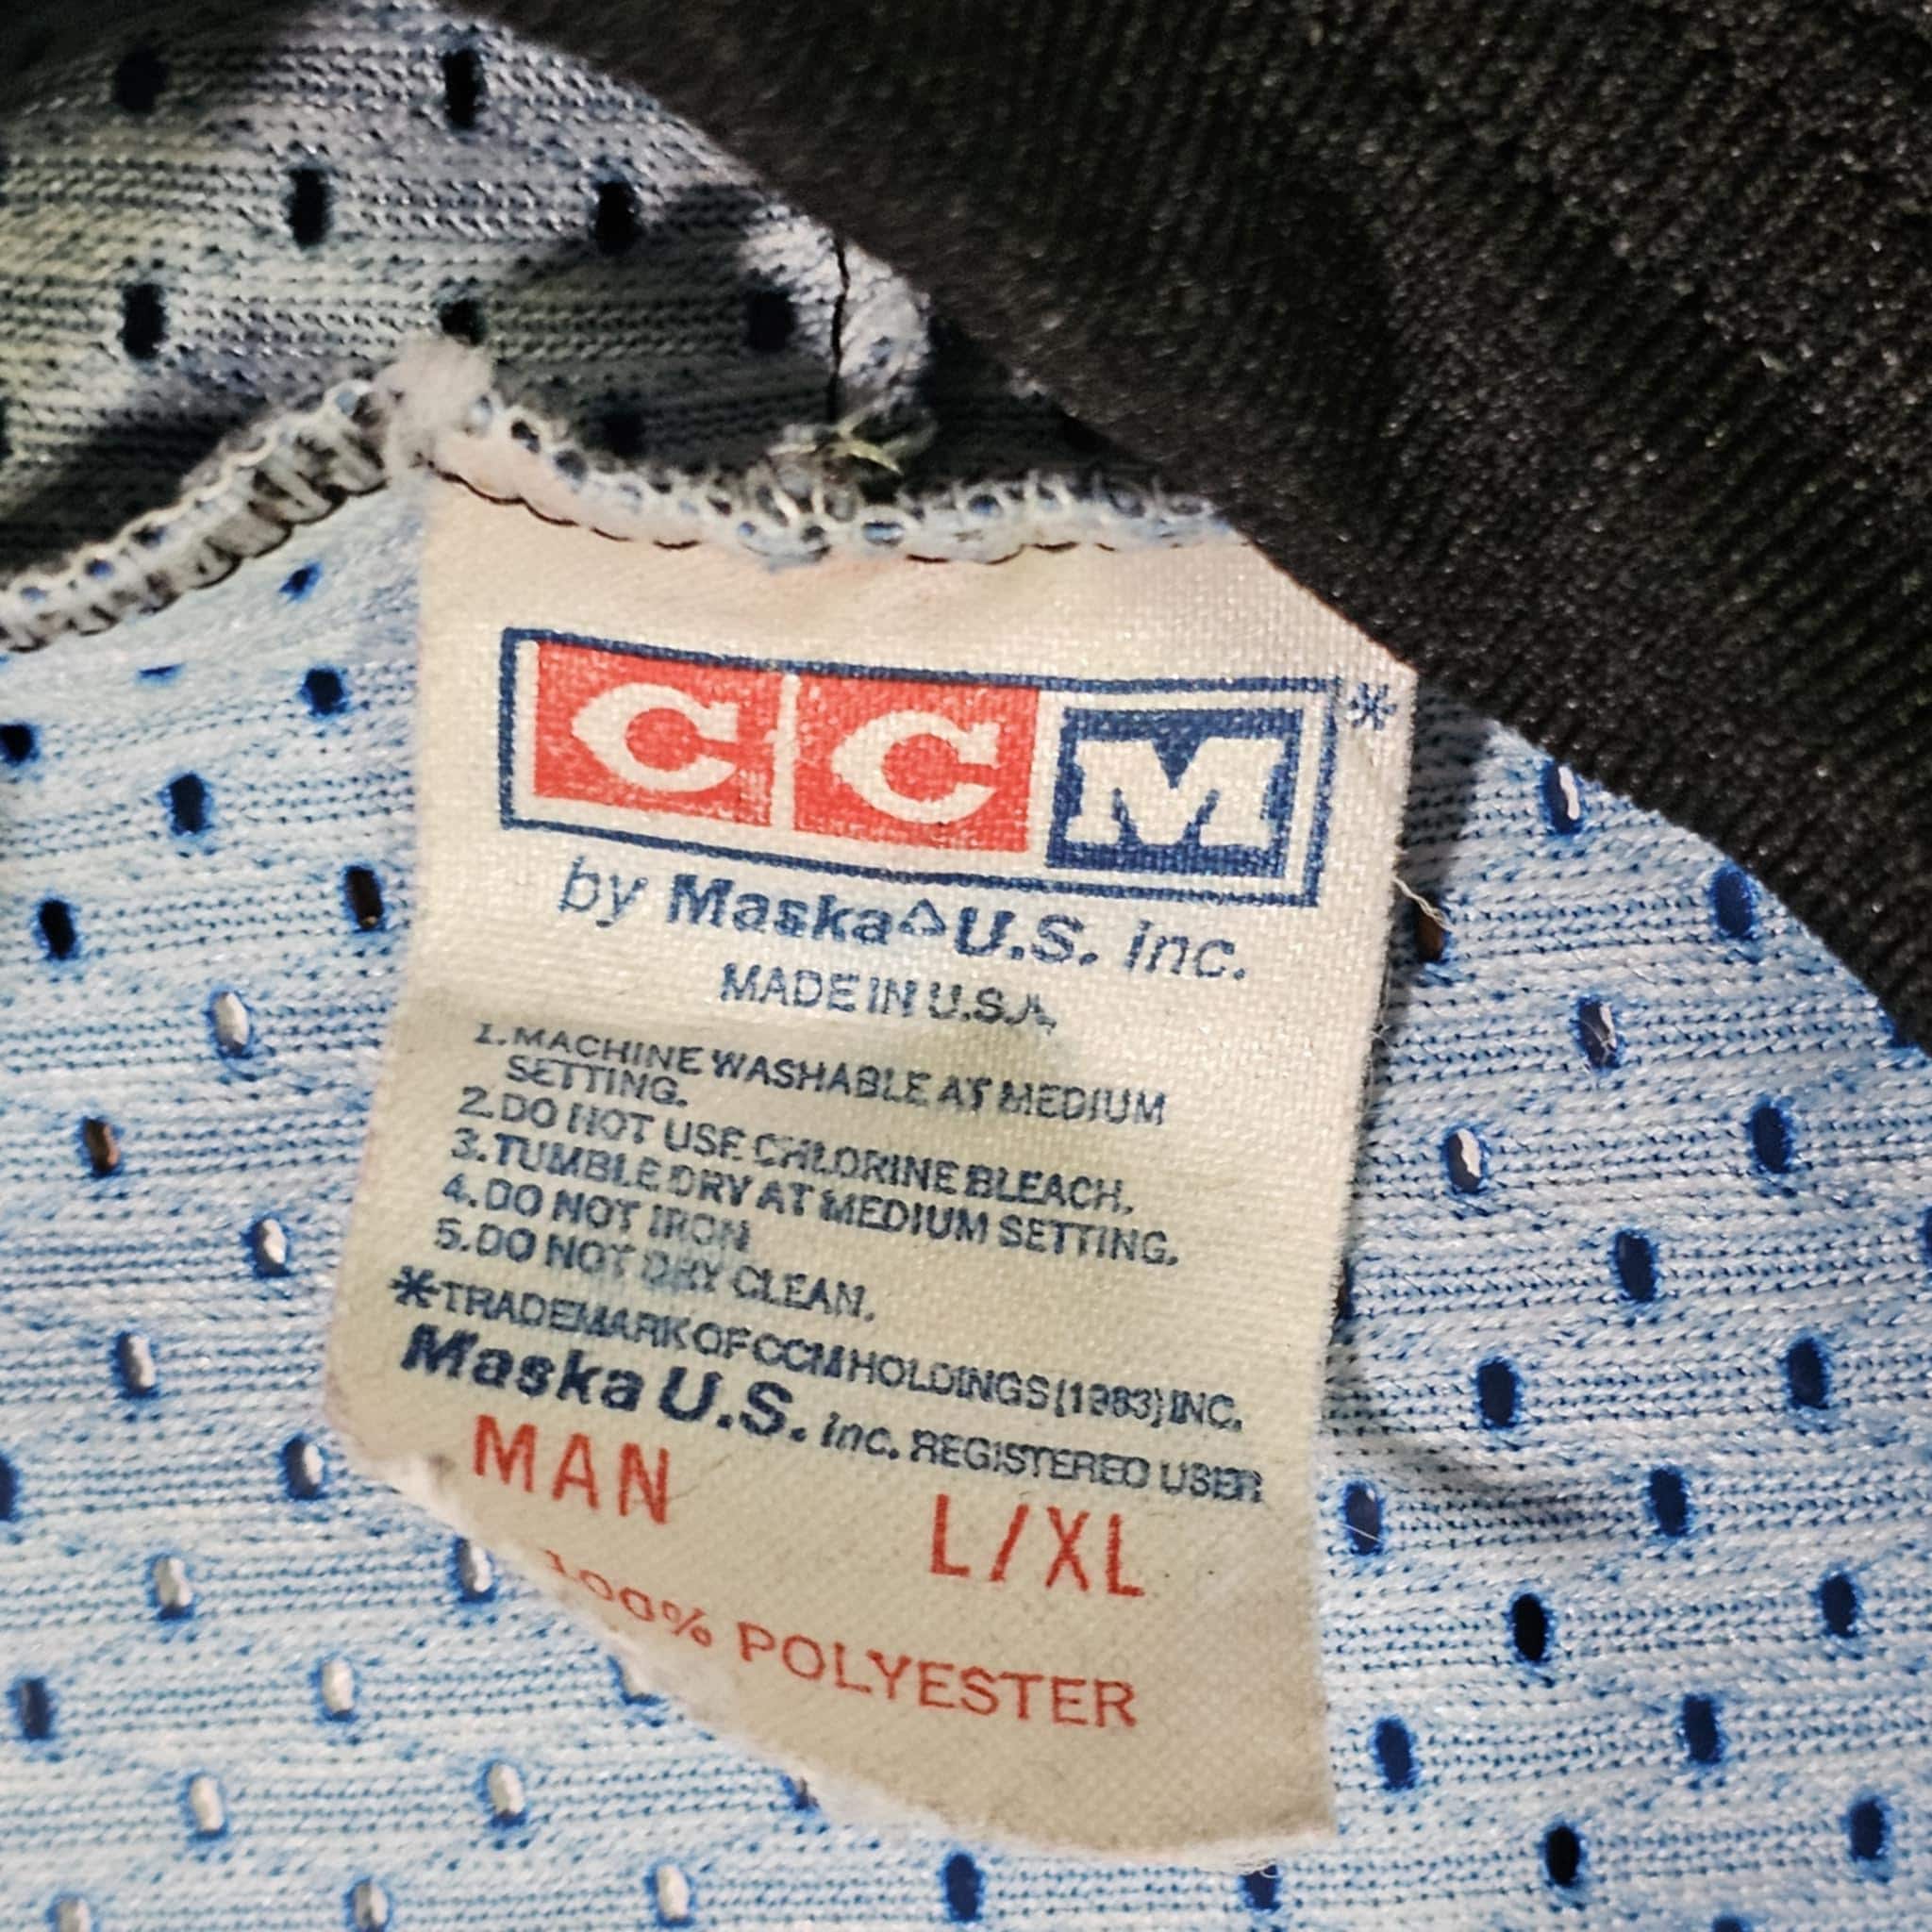 CCM*
by Maska△U.S. inc.
MADE IN U.S.A.
1.MACHINE WASHABLE AT MEDIUM
SETTING.
2.DO NOT USE CHLORINE BLEACH.
3.TUMBLE DRY AT MEDIUM SETTING.
4.DO NOT IRON
5.DO NOT DRY CLEAN.
*TRADEMARK OF CCM HOLDINGS (1983) INC.
Maska U.S. inc. REGISTERED USER
MAN L/XL
100% POLYESTER